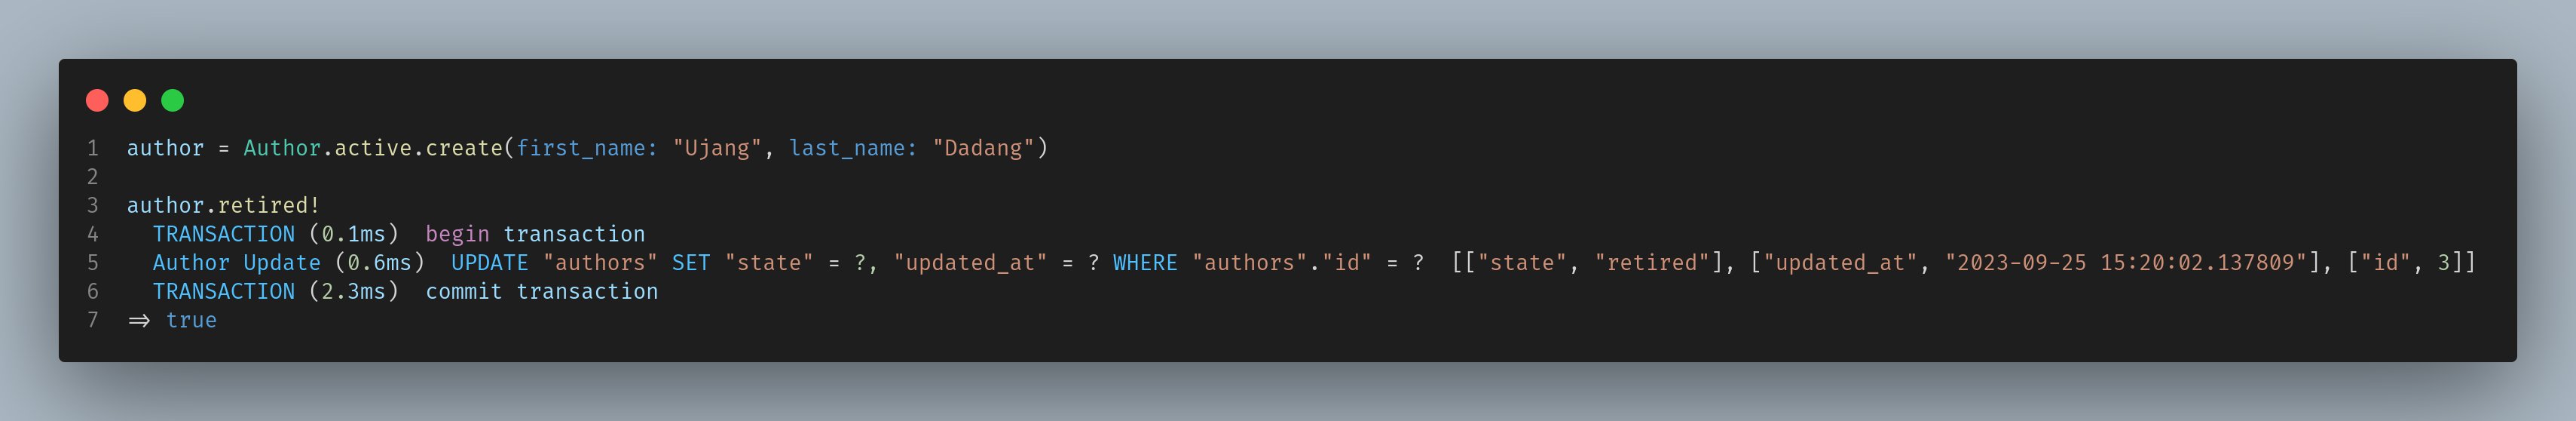 1 author = Author.active.create(first_name: "Ujang", last_name: "Dadang")
2
3 author.retired!
4   TRANSACTION (0.1ms)  begin transaction
5   Author Update (0.6ms)  UPDATE "authors" SET "state" = ?, "updated_at" = ? WHERE "authors"."id" = ?  [["state", "retired"], ["updated_at", "2023-09-25 15:20:02.137809"], ["id", 3]]
6   TRANSACTION (2.3ms)  commit transaction
7 => true